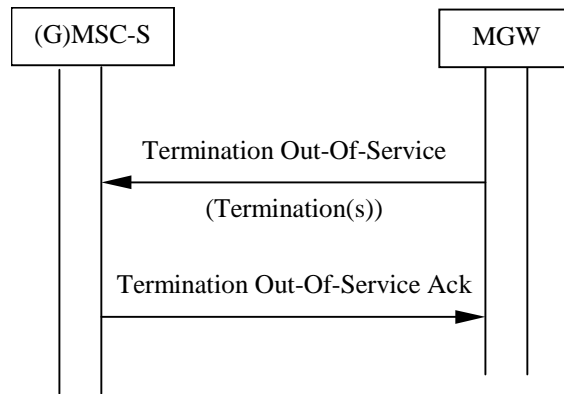 (G)MSC-S
MGW
Termination Out-Of-Service
(Termination(s))
Termination Out-Of-Service Ack